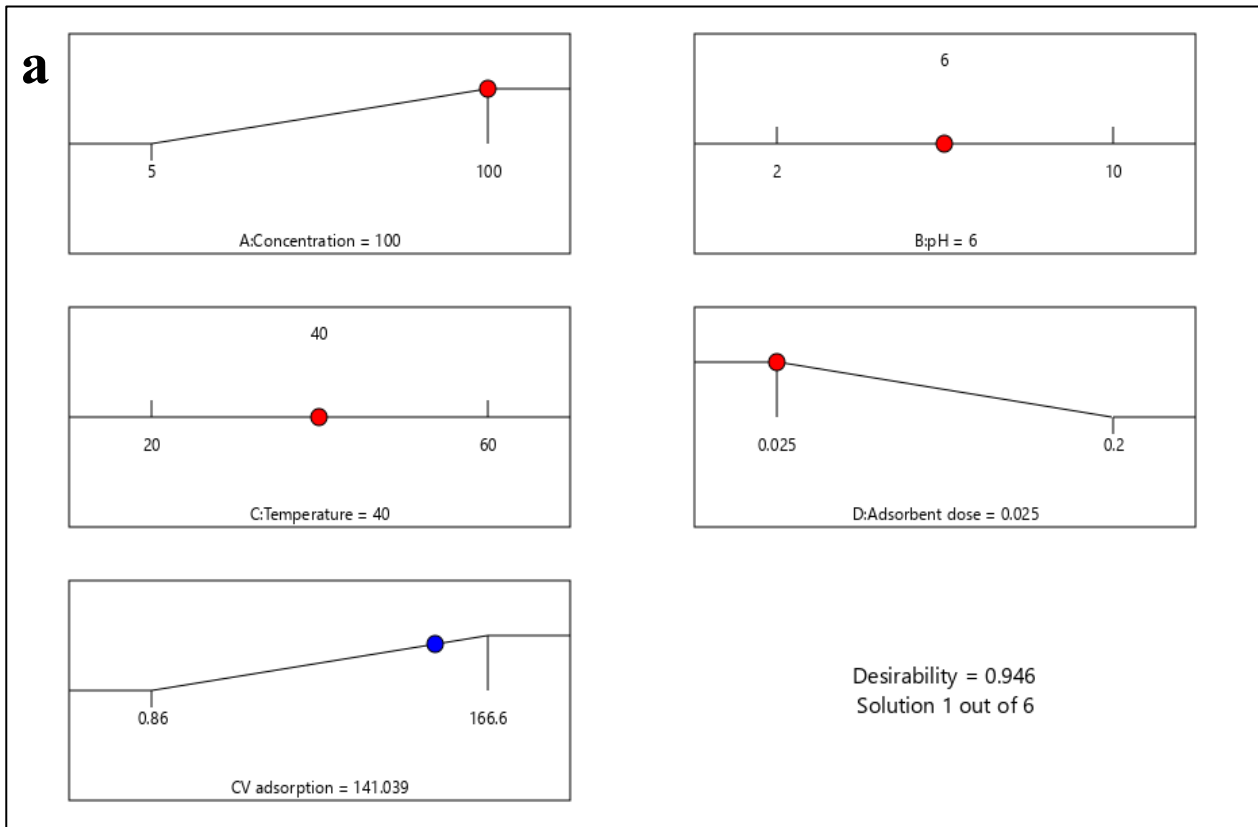 a
5
100
A:Concentration = 100
6
2
10
B:pH = 6
40
20
60
C:Temperature = 40
0.025
0.2
D:Adsorbent dose = 0.025
0.86
166.6
CV adsorption = 141.039
Desirability = 0.946
Solution 1 out of 6